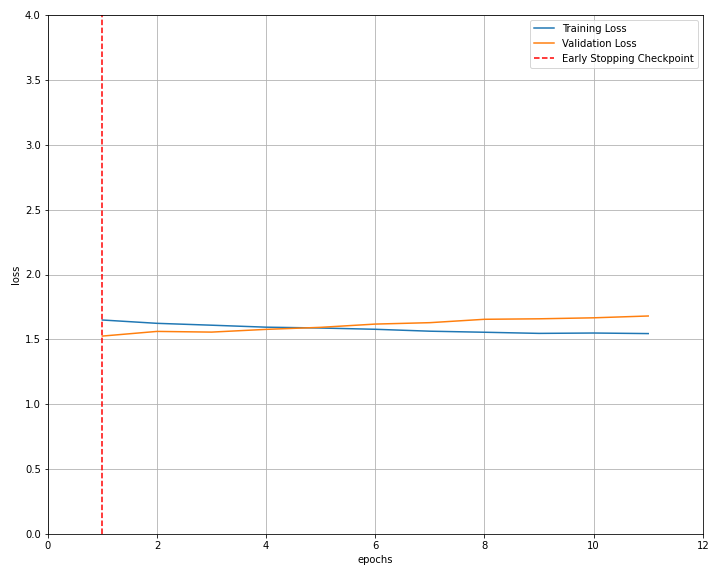 4.0
3.5
3.0
2.5
2.0
1.5
1.0
0.5
0.0
loss
0 2 4 6 8 10 12
epochs
Training Loss
Validation Loss
Early Stopping Checkpoint